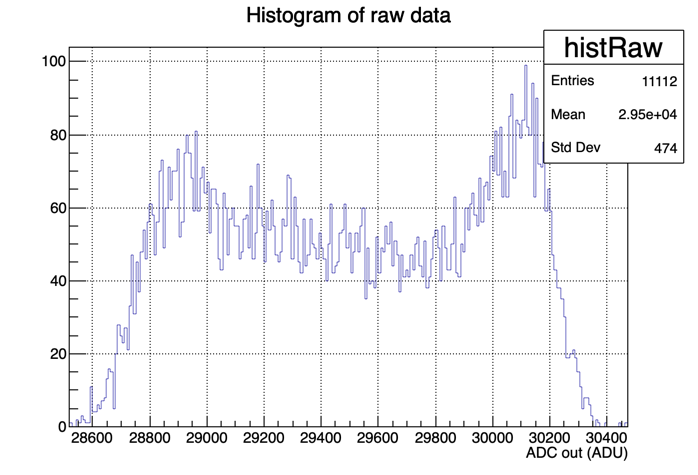 Histogram of raw data
histRaw
Entries 11112
Mean 2.95e+04
Std Dev 474
100
80
60
40
20
0
28600 28800 29000 29200 29400 29600 29800 30000 30200 30400
ADC out (ADU)